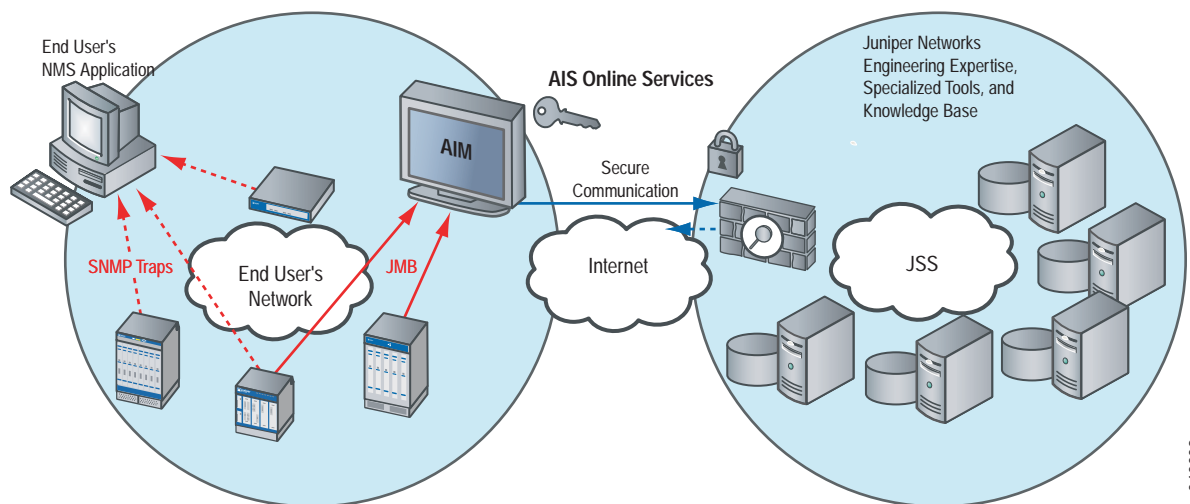 End User's
NMS Application
AIS Online Services
Juniper Networks
Engineering Expertise,
Specialized Tools, and
Knowledge Base
AIM
Secure
Communication
SNMP Traps
End User's
Network
JMB
Internet
JSS